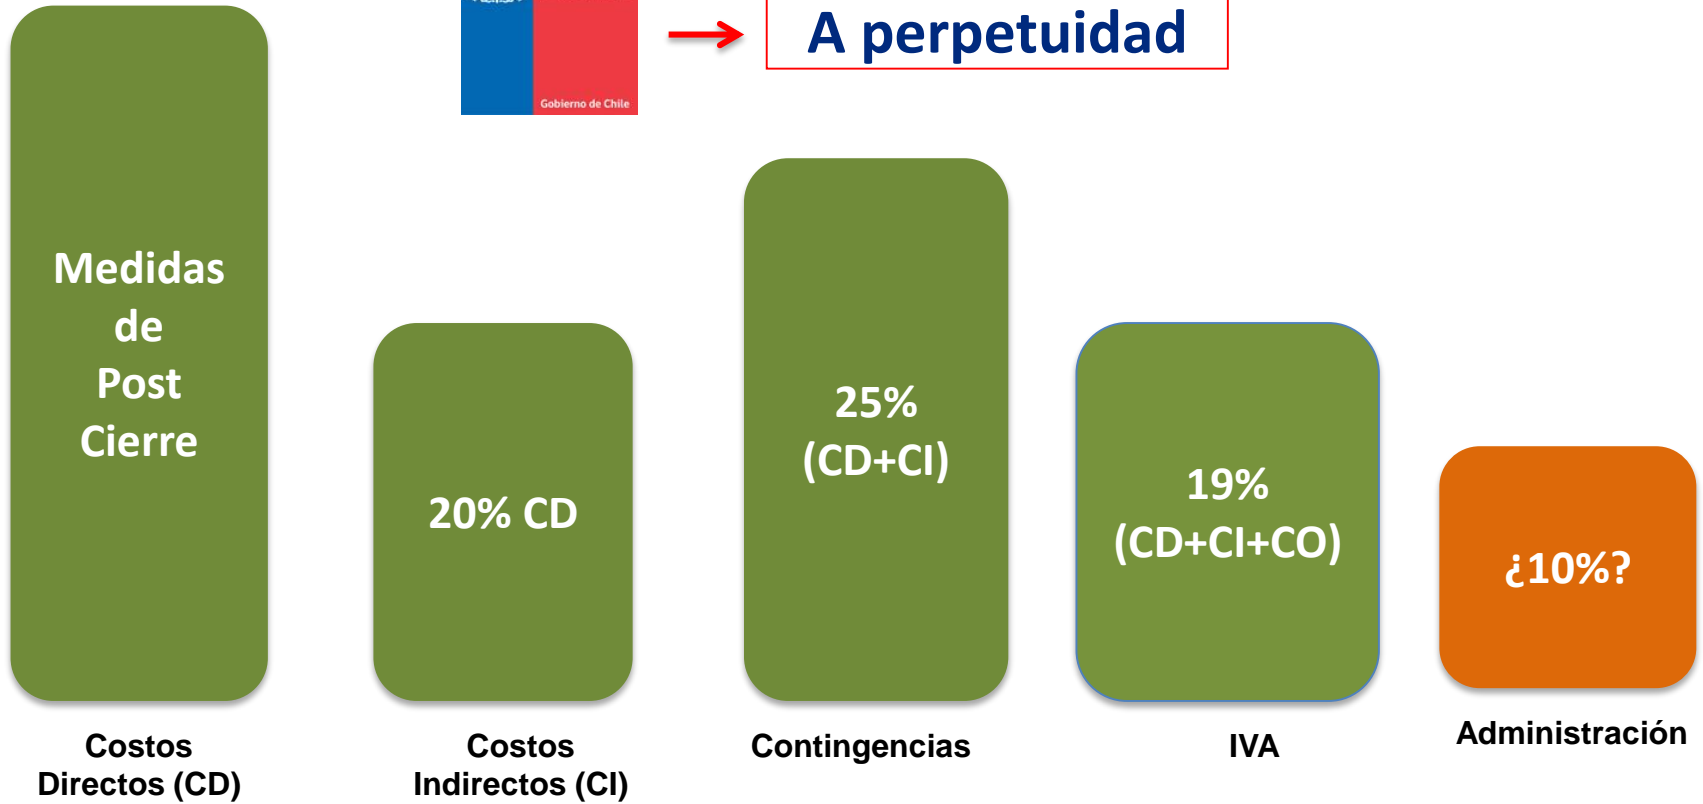 A perpetuidad
Gobierno de Chile
Medidas
de
Post
Cierre
20% CD
25%
(CD+CI)
19%
(CD+CI+CO)
¿10%?
Costos
Directos (CD)
Costos
Indirectos (CI)
Contingencias
IVA
Administración